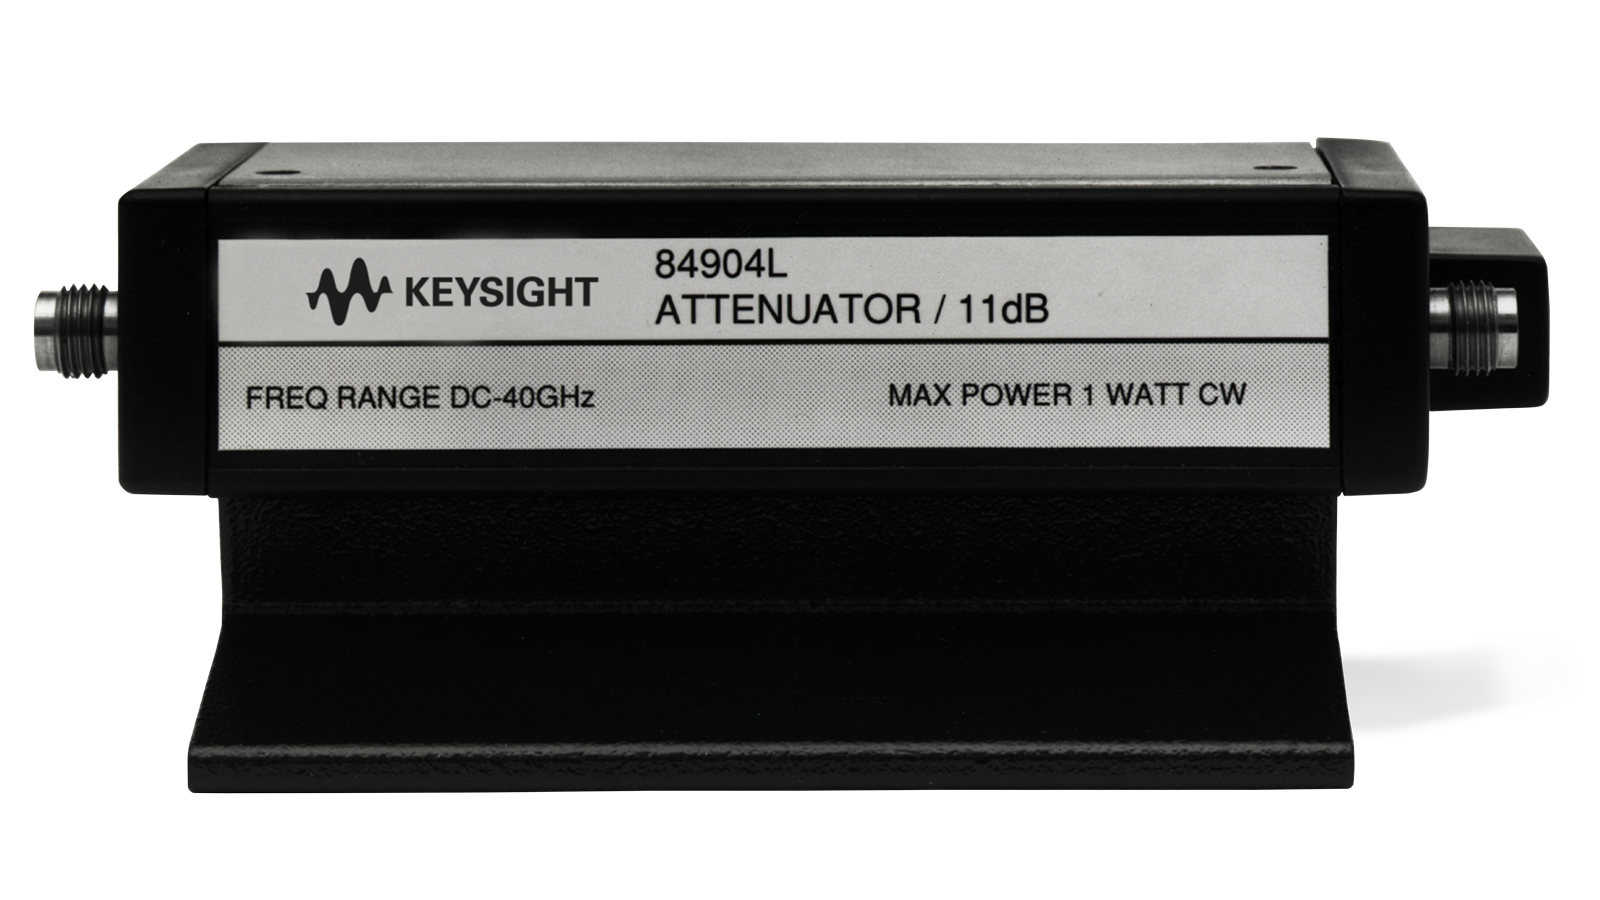 KEYSIGHT
84904L
ATTENUATOR / 11dB
FREQ RANGE DC-40GHz
MAX POWER 1 WATT CW